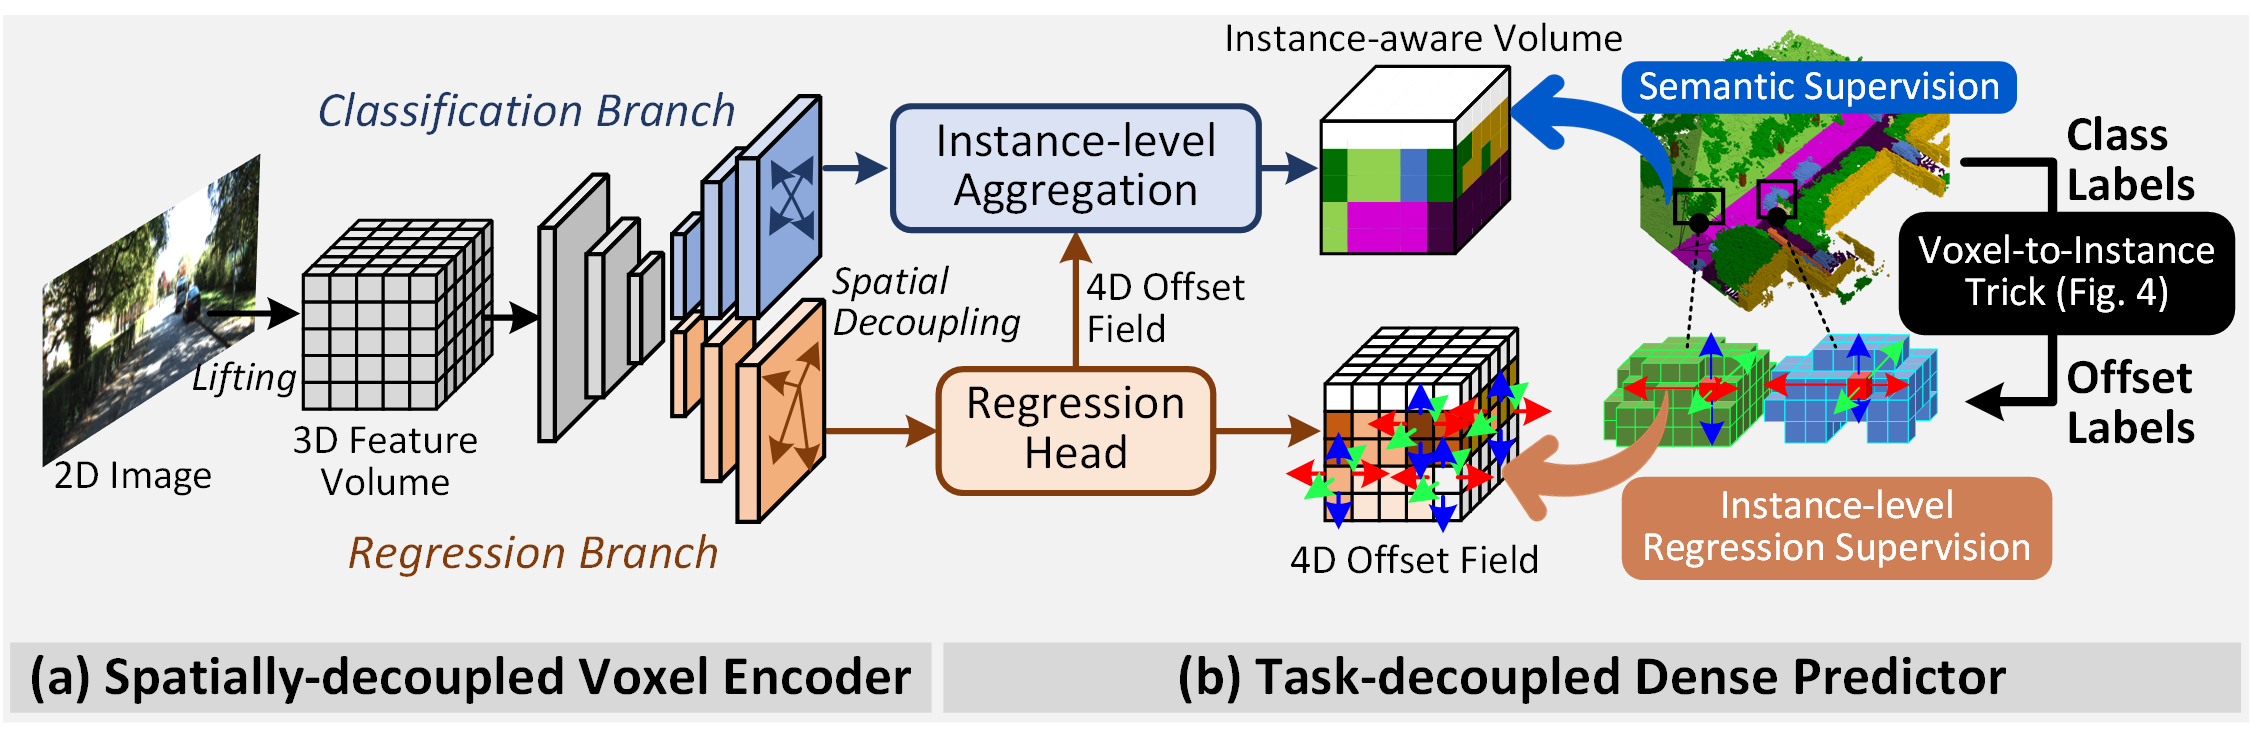 Instance-aware Volume
Semantic Supervision
Classification Branch
Class
Labels
Instance-level
Aggregation
Voxel-to-Instance
Trick (Fig. 4)
Spatial
Decoupling
4D Offset
Field
Lifting
Offset
Labels
Regression
Head
3D Feature
Volume
2D Image
Instance-level
Regression Supervision
Regression Branch
4D Offset Field
(a) Spatially-decoupled Voxel Encoder
(b) Task-decoupled Dense Predictor